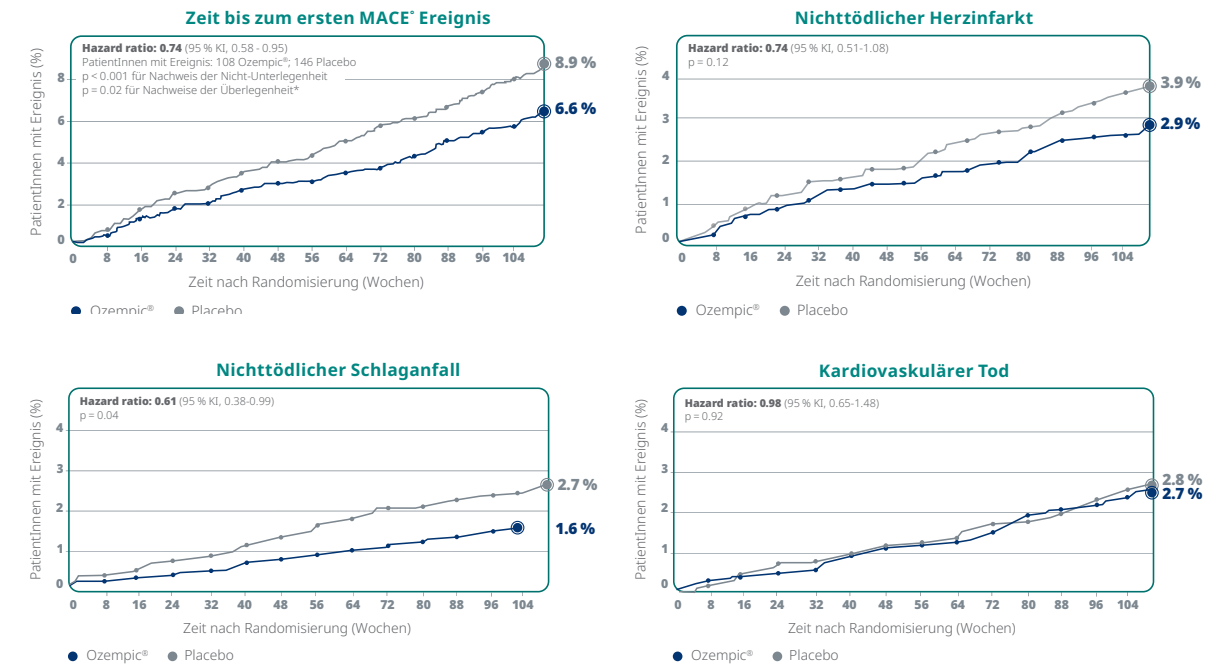 Zeit bis zum ersten MACE° Ereignis
Hazard ratio: 0.74 (95 % KI, 0.58 - 0.95)
PatientInnen mit Ereignis: 108 Ozempic®; 146 Placebo
p < 0.001 für Nachweis der Nicht-Unterlegenheit
p = 0.02 für Nachweise der Überlegenheit*
PatientInnen mit Ereignis (%)
8
6
4
2
0
8.9 %
6.6 %
0 8 16 24 32 40 48 56 64 72 80 88 96 104
Zeit nach Randomisierung (Wochen)
Ozempic® Placebo
Nichttödlicher Herzinfarkt
Hazard ratio: 0.74 (95 % KI, 0.51-1.08)
p = 0.12
PatientInnen mit Ereignis (%)
4
3
2
1
0
3.9 %
2.9 %
0 8 16 24 32 40 48 56 64 72 80 88 96 104
Zeit nach Randomisierung (Wochen)
Ozempic® Placebo
Nichttödlicher Schlaganfall
Hazard ratio: 0.61 (95 % KI, 0.38-0.99)
p = 0.04
PatientInnen mit Ereignis (%)
4
3
2
1
0
2.7 %
1.6 %
0 8 16 24 32 40 48 56 64 72 80 88 96 104
Zeit nach Randomisierung (Wochen)
Ozempic® Placebo
Kardiovaskulärer Tod
Hazard ratio: 0.98 (95 % KI, 0.65-1.48)
p = 0.92
PatientInnen mit Ereignis (%)
4
3
2
1
0
2.8 %
2.7 %
0 8 16 24 32 40 48 56 64 72 80 88 96 104
Zeit nach Randomisierung (Wochen)
Ozempic® Placebo